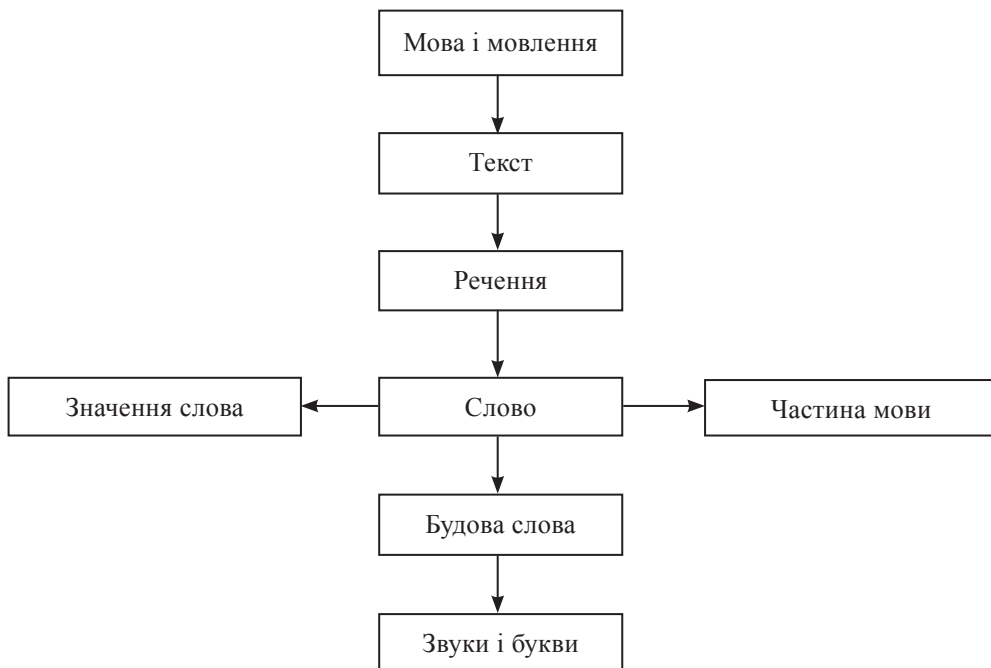 Мова і мовлення
Текст
Речення
Значення слова
Слово
Частина мови
Будова слова
Звуки і букви